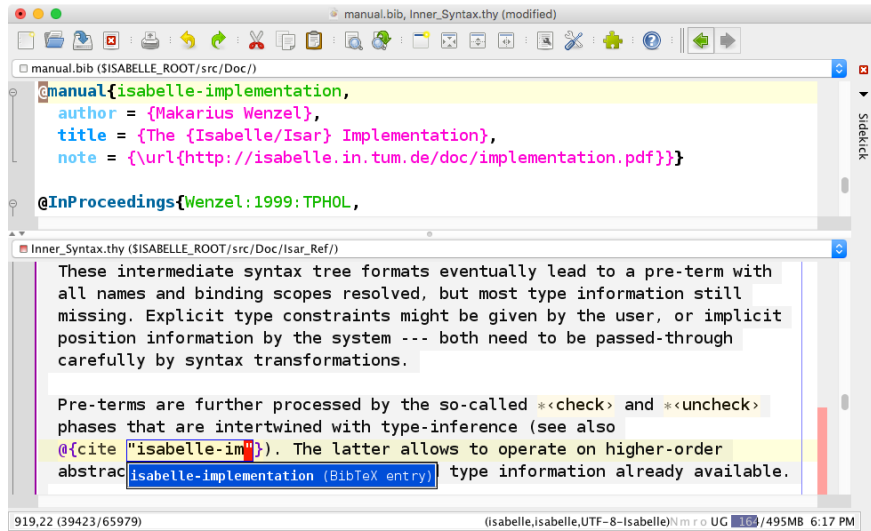 manual.bib, Inner_Syntax.thy (modified)
manual.bib ($ISABELLE_ROOT/src/Doc/)
@manual{isabelle-implementation,
author = {Makarius Wenzel},
title = {The {Isabelle/Isar} Implementation},
note = {\url{http://isabelle.in.tum.de/doc/implementation.pdf}}}
@InProceedings{Wenzel:1999:TPHOL,
Sidekick
Inner_Syntax.thy ($ISABELLE_ROOT/src/Doc/Isar_Ref/)
These intermediate syntax tree formats eventually lead to a pre-term with
all names and binding scopes resolved, but most type information still
missing. Explicit type constraints might be given by the user, or implicit
position information by the system --- both need to be passed-through
carefully by syntax transformations.
Pre-terms are further processed by the so-called *‹check› and *‹uncheck›
phases that are intertwined with type-inference (see also
@{cite "isabelle-im"}). The latter allows to operate on higher-order
abstrac type information already available.
isabelle-implementation (BibTeX entry)
919,22 (39423/65979) (isabelle,isabelle,UTF-8-Isabelle)N m r o UG 164/495MB 6:17 PM